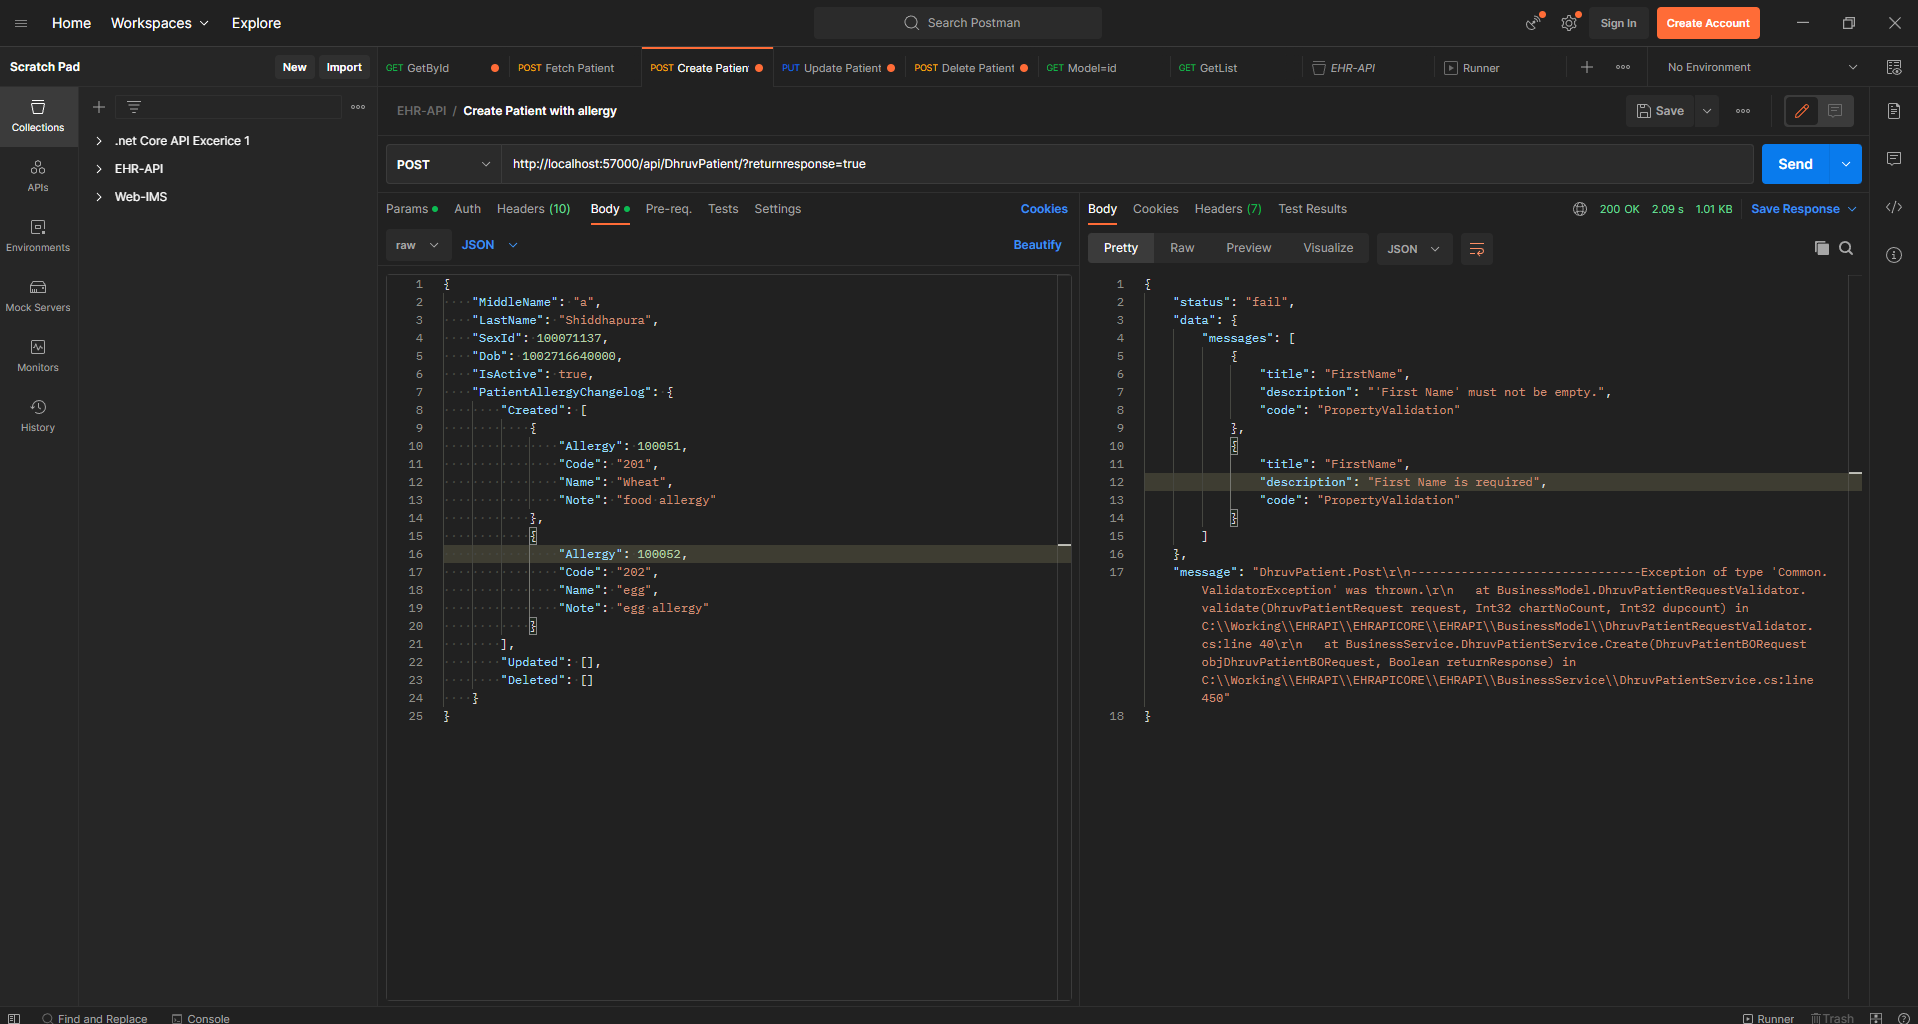 Home Workspaces Explore Search Postman Sign In Create Account
Scratch Pad New Import GET GetById POST Fetch Patient POST Create Patien PUT Update Patient POST Delete Patient GET Model=id GET GetList EHR-API Runner No Environment
Collections
APIs
Environments
Mock Servers
Monitors
History
.net Core API Excerice 1
EHR-API
Web-IMS
EHR-API / Create Patient with allergy Save
POST http://localhost:57000/api/DhruvPatient/?returnresponse=true Send
Params Auth Headers (10) Body Pre-req. Tests Settings Cookies
raw JSON Beautify
1 {
2 "MiddleName": "a",
3 "LastName": "Shiddhapura",
4 "SexId": 100071137,
5 "Dob": 1002716640000,
6 "IsActive": true,
7 "PatientAllergyChangelog": {
8 "Created": [
9 {
10 "Allergy": 100051,
11 "Code": "201",
12 "Name": "Wheat",
13 "Note": "food allergy"
14 },
15 {
16 "Allergy": 100052,
17 "Code": "202",
18 "Name": "egg",
19 "Note": "egg allergy"
20 }
21 ],
22 "Updated": [],
23 "Deleted": []
24 }
25 }
Body Cookies Headers (7) Test Results 200 OK 2.09 s 1.01 KB Save Response
Pretty Raw Preview Visualize JSON
1 {
2 "status": "fail",
3 "data": {
4 "messages": [
5 {
6 "title": "FirstName",
7 "description": "'First Name' must not be empty.",
8 "code": "PropertyValidation"
9 },
10 {
11 "title": "FirstName",
12 "description": "First Name is required",
13 "code": "PropertyValidation"
14 }
15 ]
16 },
17 "message": "DhruvPatient.Post\r\n--------------------------------Exception of type 'Common.
ValidatorException' was thrown.\r\n   at BusinessModel.DhruvPatientRequestValidator.
validate(DhruvPatientRequest request, Int32 chartNoCount, Int32 dupcount) in
C:\\Working\\EHRAPI\\EHRAPICORE\\EHRAPI\\BusinessModel\\DhruvPatientRequestValidator.
cs:line 40\r\n   at BusinessService.DhruvPatientService.Create(DhruvPatientBORequest
objDhruvPatientBORequest, Boolean returnResponse) in
C:\\Working\\EHRAPI\\EHRAPICORE\\EHRAPI\\BusinessService\\DhruvPatientService.cs:line
450"
18 }
Find and Replace Console Runner Trash